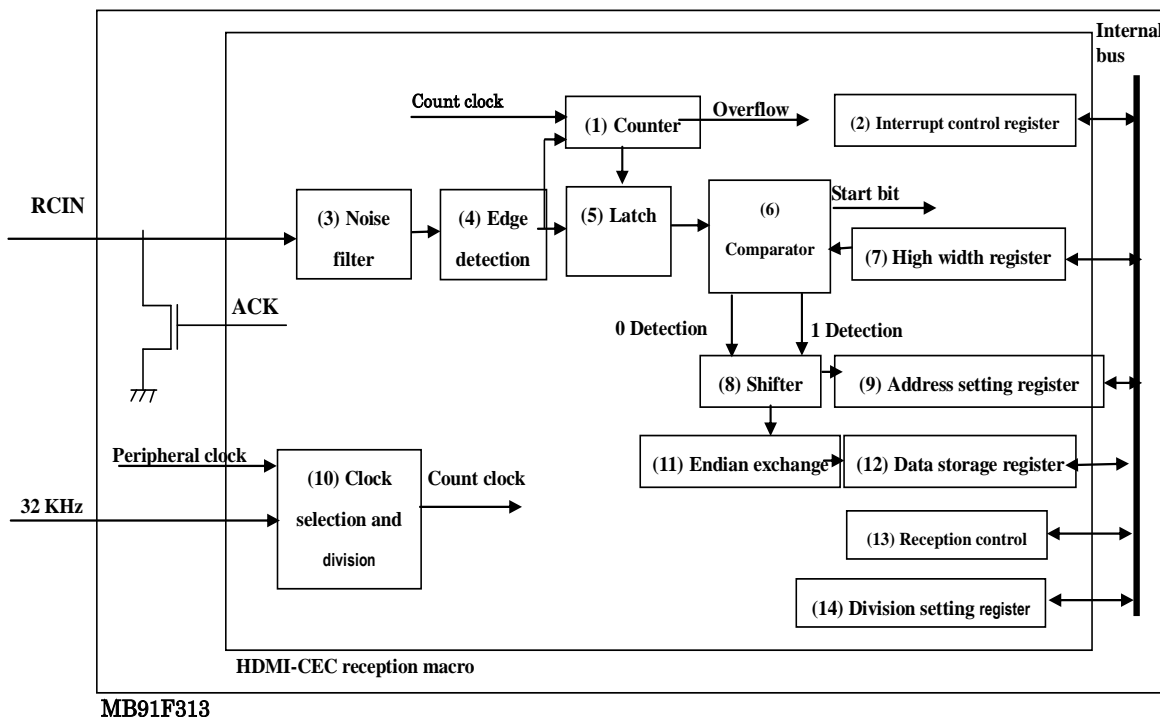 Internal
bus
Count clock
(1) Counter
Overflow
(2) Interrupt control register
RCIN
(3) Noise
filter
(4) Edge
detection
(5) Latch
(6)
Comparator
Start bit
(7) High width register
ACK
0 Detection
1 Detection
(8) Shifter
(9) Address setting register
Peripheral clock
32 KHz
(10) Clock
selection and
division
Count clock
(11) Endian exchange
(12) Data storage register
(13) Reception control
(14) Division setting register
HDMI-CEC reception macro
MB91F313